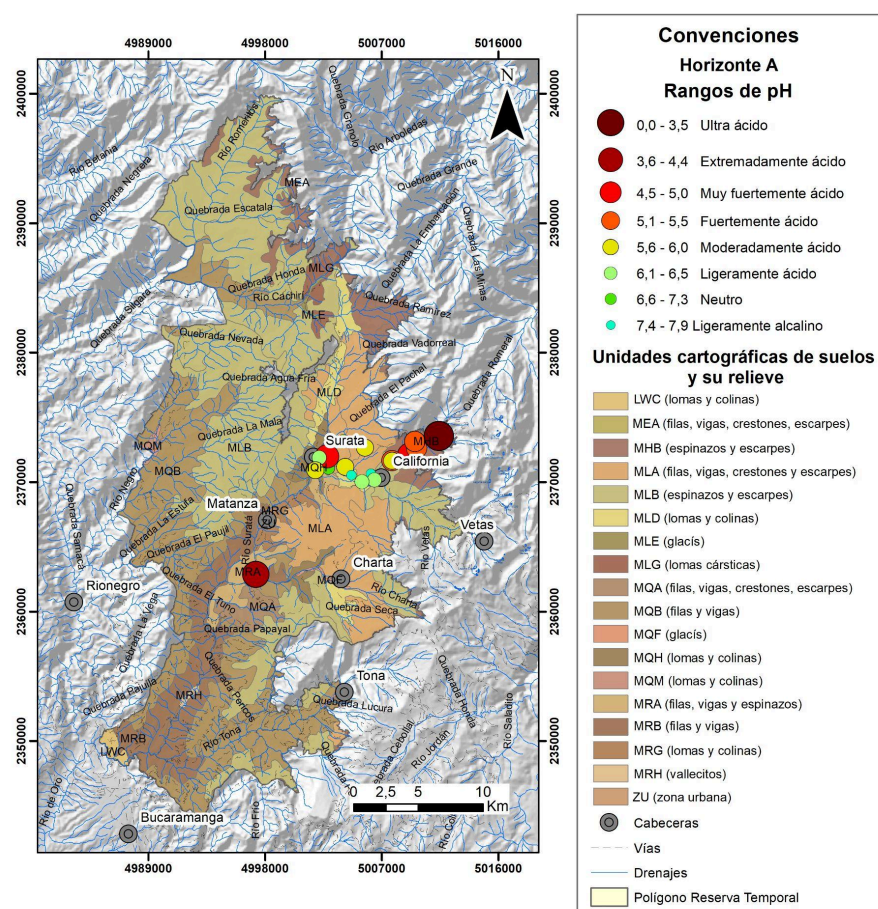 4989000 4998000 5007000 5016000
2400000
2390000
2380000
2370000
2360000
2350000
N
Quebrada Granolo
Río Romeritos
Río Arboledas
Río Betania
Quebrada Negrera
Quebrada Grande
MEA
Quebrada Escatala
Quebrada La Embarcación
Quebrada Las Minas
MLG
Quebrada Honda
Río Cachirí
Quebrada Ramírez
MLE
Quebrada Nevada
Quebrada Vadorreal
Quebrada Romeral
Quebrada El Pachal
Quebrada Agua Fría
MLD
Quebrada La Mala
MQM
MLB
Surata
MHB
MQB
MQH
California
Río Negro
Quebrada Samacá
Matanza
MRG
ZU
MLA
Vetas
Río Vetas
Quebrada La Estufa
Quebrada El Paujil
Río Suratá
Charta
MRA
MQF
Río Charta
Rionegro
Quebrada El Tuno
MQA
Quebrada Seca
Quebrada La Vega
Quebrada Papayal
Tona
MRH
Quebrada Pericos
Quebrada Lucura
Quebrada Honda
Quebrada Pajuila
Río Saladito
MRB
Río Tona
LWC
Río Jordán
Río de Oro
0 2,5 5 10
Km
Bucaramanga
Río Frío
4989000 4998000 5007000 5016000
Convenciones
Horizonte A
Rangos de pH
0,0 - 3,5 Ultra ácido
3,6 - 4,4 Extremadamente ácido
4,5 - 5,0 Muy fuertemente ácido
5,1 - 5,5 Fuertemente ácido
5,6 - 6,0 Moderadamente ácido
6,1 - 6,5 Ligeramente ácido
6,6 - 7,3 Neutro
7,4 - 7,9 Ligeramente alcalino
Unidades cartográficas de suelos
y su relieve
LWC (lomas y colinas)
MEA (filas, vigas, crestones, escarpes)
MHB (espinazos y escarpes)
MLA (filas, vigas, crestones y escarpes)
MLB (espinazos y escarpes)
MLD (lomas y colinas)
MLE (glacís)
MLG (lomas cársticas)
MQA (filas, vigas, crestones, escarpes)
MQB (filas y vigas)
MQF (glacís)
MQH (lomas y colinas)
MQM (lomas y colinas)
MRA (filas, vigas y espinazos)
MRB (filas y vigas)
MRG (lomas y colinas)
MRH (vallecitos)
ZU (zona urbana)
Cabeceras
Vías
Drenajes
Polígono Reserva Temporal